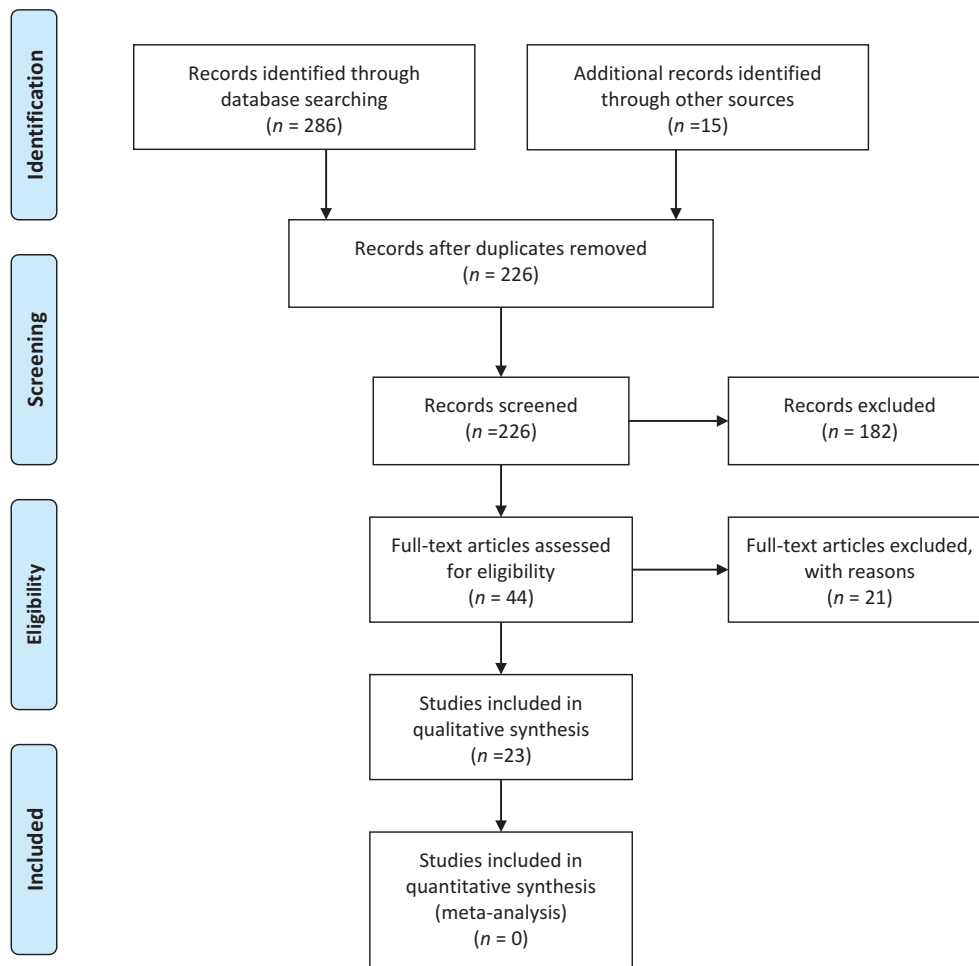 Identification
Records identified through
database searching
(n = 286)
Additional records identified
through other sources
(n =15)
Records after duplicates removed
(n = 226)
Screening
Records screened
(n =226)
Records excluded
(n = 182)
Eligibility
Full-text articles assessed
for eligibility
(n = 44)
Full-text articles excluded,
with reasons
(n = 21)
Studies included in
qualitative synthesis
(n =23)
Included
Studies included in
quantitative synthesis
(meta-analysis)
(n = 0)